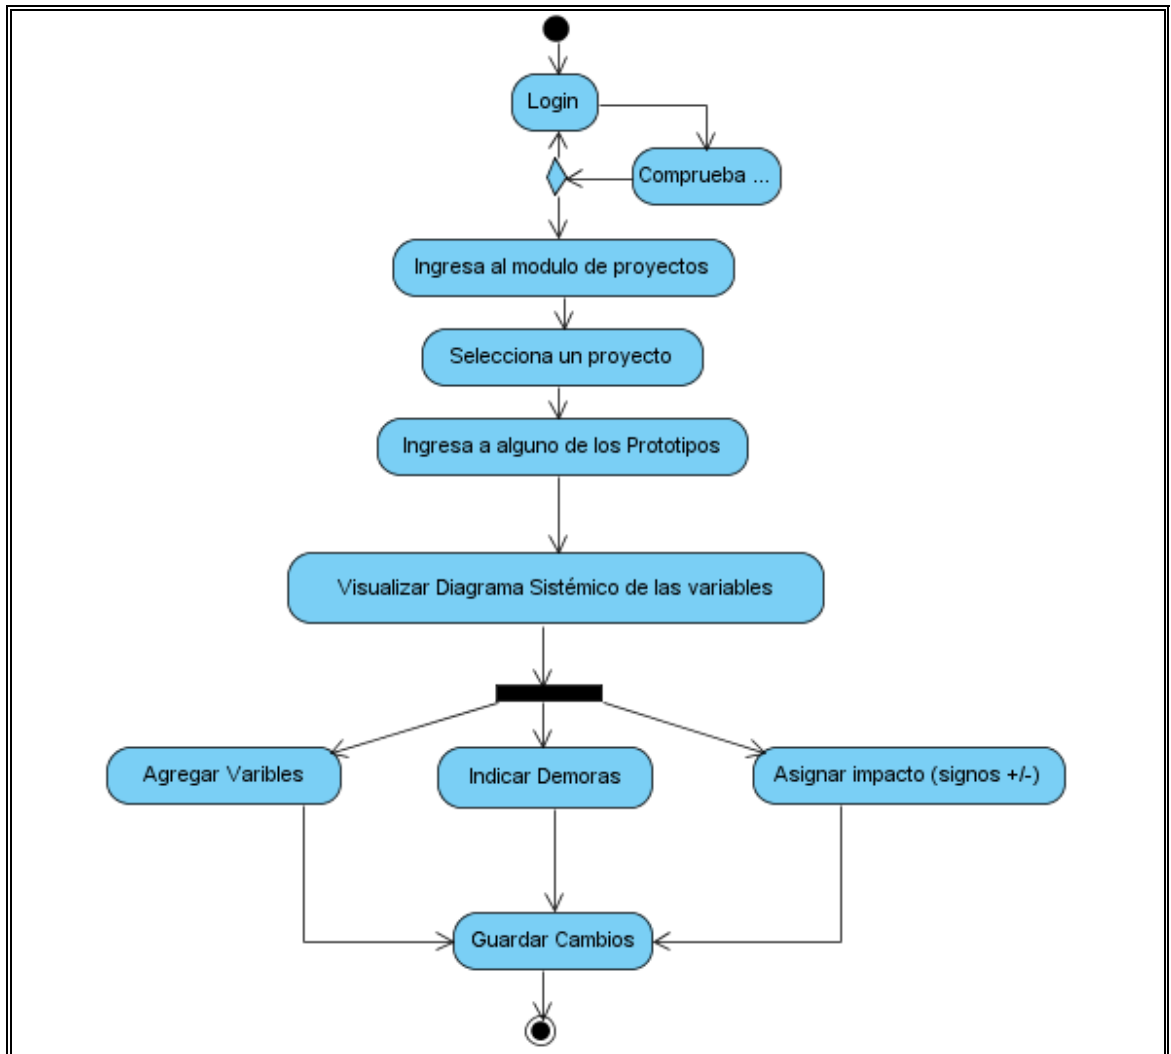 Login
Comprueba ...
Ingresa al modulo de proyectos
Selecciona un proyecto
Ingresa a alguno de los Prototipos
Visualizar Diagrama Sistémico de las variables
Agregar Varibles
Indicar Demoras
Asignar impacto (signos +/-)
Guardar Cambios